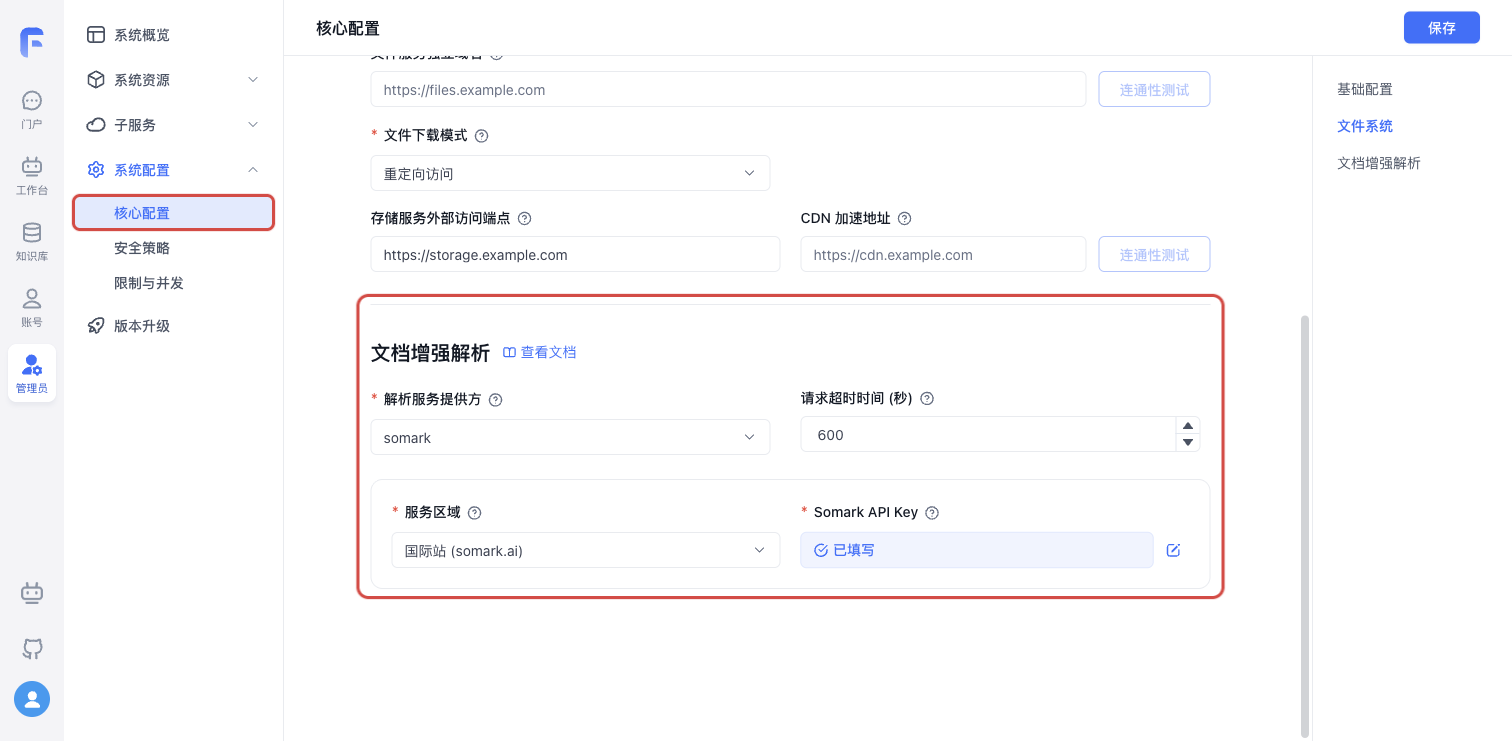 门户
工作台
知识库
账号
管理员
系统概览
系统资源
子服务
系统配置
核心配置
安全策略
限制与并发
版本升级
核心配置
保存
https://files.example.com
连通性测试
* 文件下载模式
重定向访问
存储服务外部访问端点
CDN 加速地址
https://storage.example.com
https://cdn.example.com
连通性测试
文档增强解析
查看文档
* 解析服务提供方
请求超时时间 (秒)
somark
600
* 服务区域
* Somark API Key
国际站 (somark.ai)
已填写
基础配置
文件系统
文档增强解析